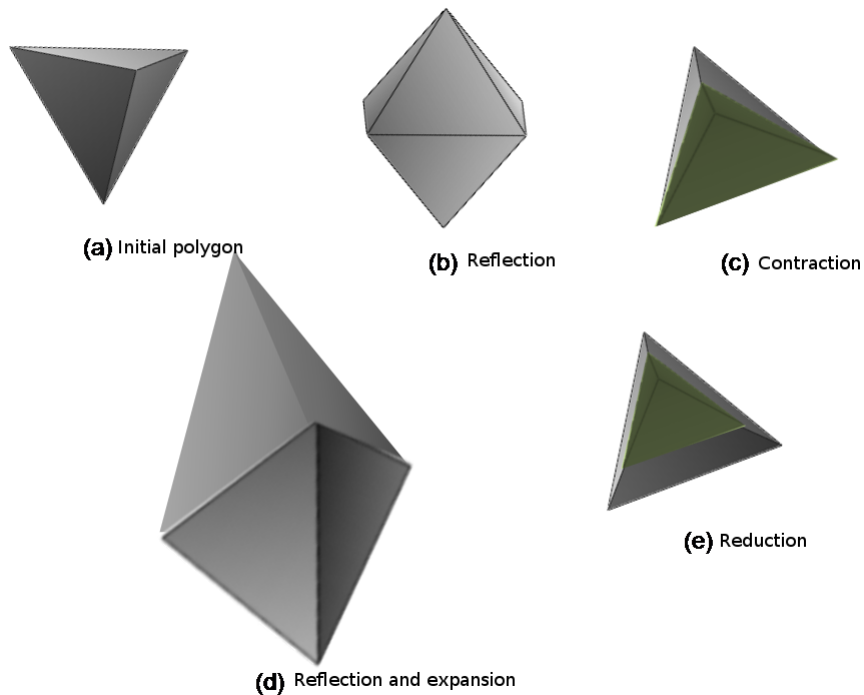 (a) Initial polygon
(b) Reflection
(c) Contraction
(d) Reflection and expansion
(e) Reduction